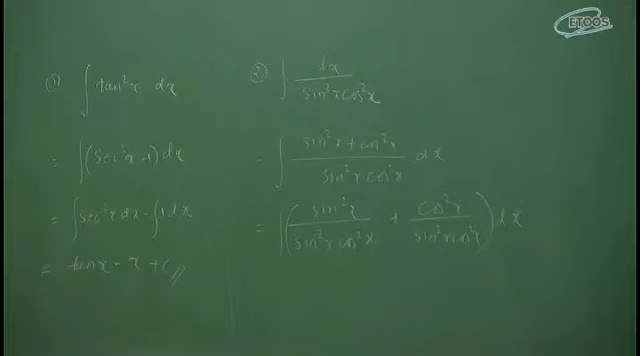 ETOOS
① ∫ tan²x dx
= ∫(sec²x - 1) dx
= ∫sec²x dx - ∫1 dx
= tan x - x + c //
② ∫ dx / sin²x cos²x
= ∫ (sin²x + cos²x) / (sin²x cos²x) dx
= ∫( sin²x / (sin²x cos²x) + cos²x / (sin²x cos²x) ) dx